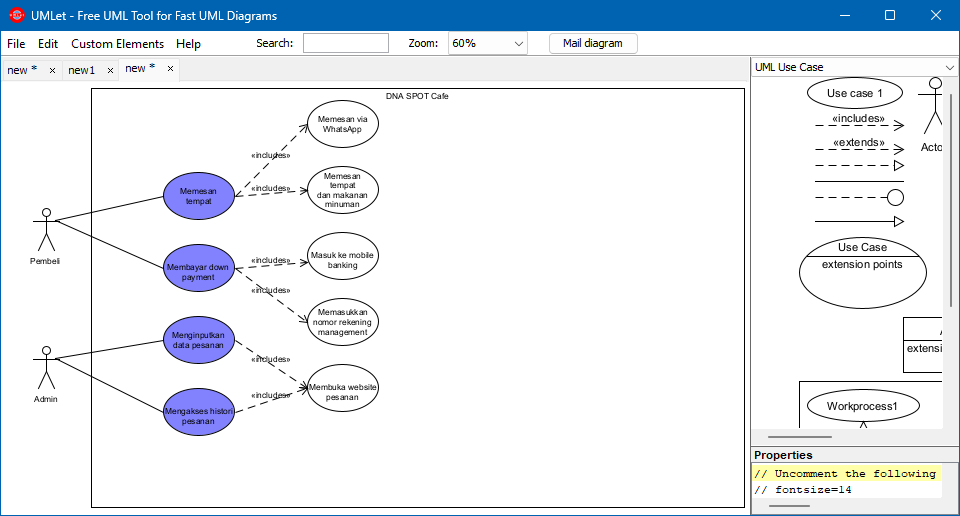 UMLet - Free UML Tool for Fast UML Diagrams
File Edit Custom Elements Help Search: Zoom: 60% Mail diagram
new * new1 new *
DNA SPOT Cafe
Memesan via
WhatsApp
«includes»
Memesan
tempat
«includes»
Memesan
tempat
dan makanan
minuman
Pembeli
Membayar down
payment
«includes»
Masuk ke mobile
banking
«includes»
Memasukkan
nomor rekening
management
Menginputkan
data pesanan
«includes»
Admin
Mengakses histori
pesanan
«includes»
Membuka website
pesanan
UML Use Case
Use case 1
«includes»
«extends»
Acto
Use Case
extension points
extensi
Workprocess1
Properties
// Uncomment the following
// fontsize=14